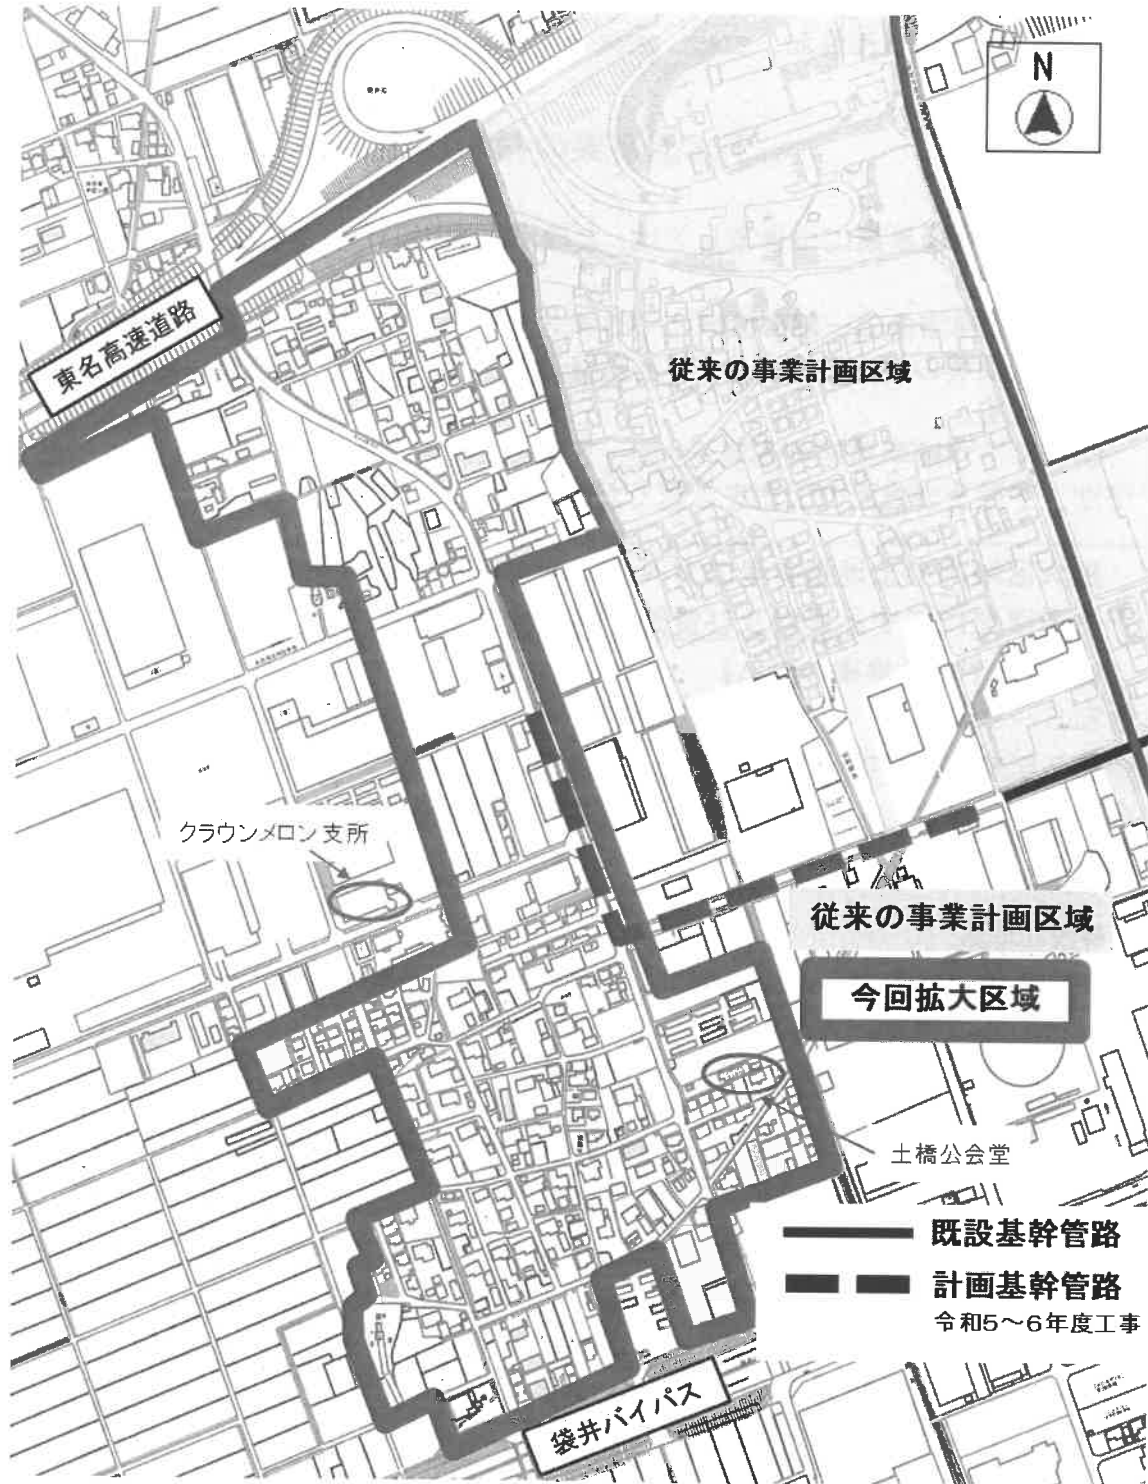 N
東名高速道路
従来の事業計画区域
クラウンメロン支所
従来の事業計画区域
今回拡大区域
土橋公会堂
既設基幹管路
計画基幹管路
令和5～6年度工事
袋井バイパス